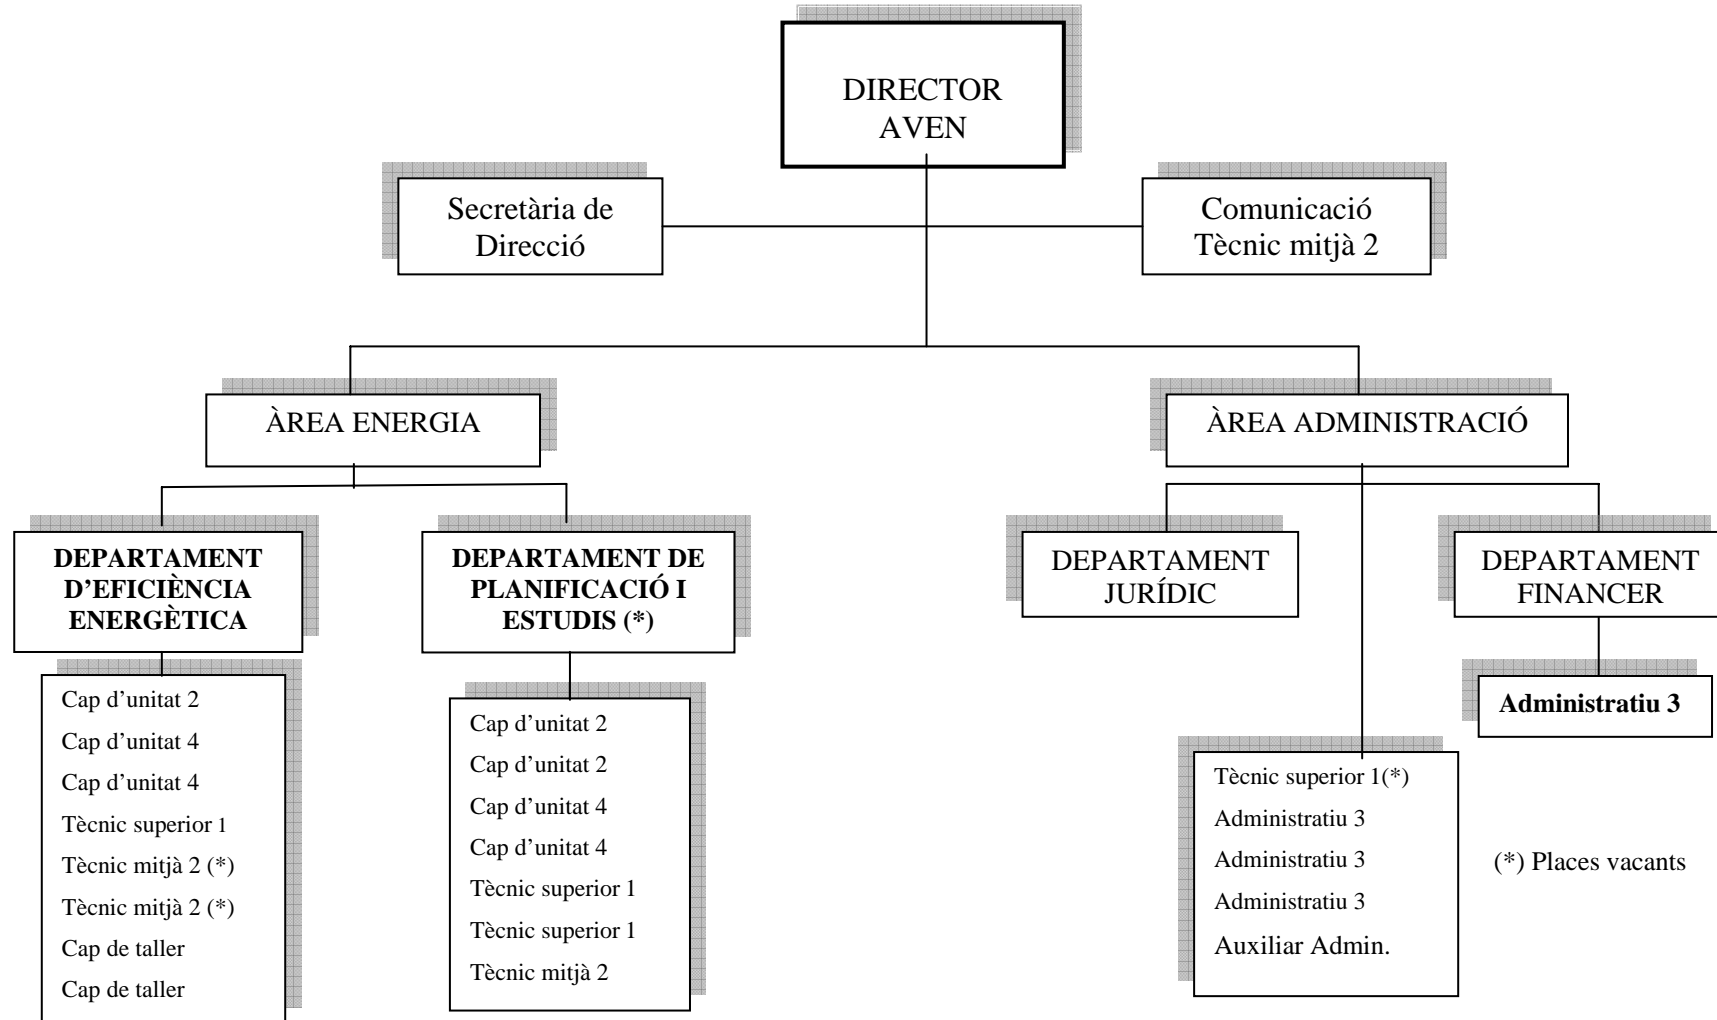 DIRECTOR
AVEN
Secretària de
Direcció
Comunicació
Tècnic mitjà 2
ÀREA ENERGIA
ÀREA ADMINISTRACIÓ
DEPARTAMENT
D’EFICIÈNCIA
ENERGÈTICA
DEPARTAMENT DE
PLANIFICACIÓ I
ESTUDIS (*)
DEPARTAMENT
JURÍDIC
DEPARTAMENT
FINANCER
Cap d’unitat 2
Cap d’unitat 4
Cap d’unitat 4
Tècnic superior 1
Tècnic mitjà 2 (*)
Tècnic mitjà 2 (*)
Cap de taller
Cap de taller
Cap d’unitat 2
Cap d’unitat 2
Cap d’unitat 4
Cap d’unitat 4
Tècnic superior 1
Tècnic superior 1
Tècnic mitjà 2
Tècnic superior 1(*)
Administratiu 3
Administratiu 3
Administratiu 3
Auxiliar Admin.
Administratiu 3
(*) Places vacants